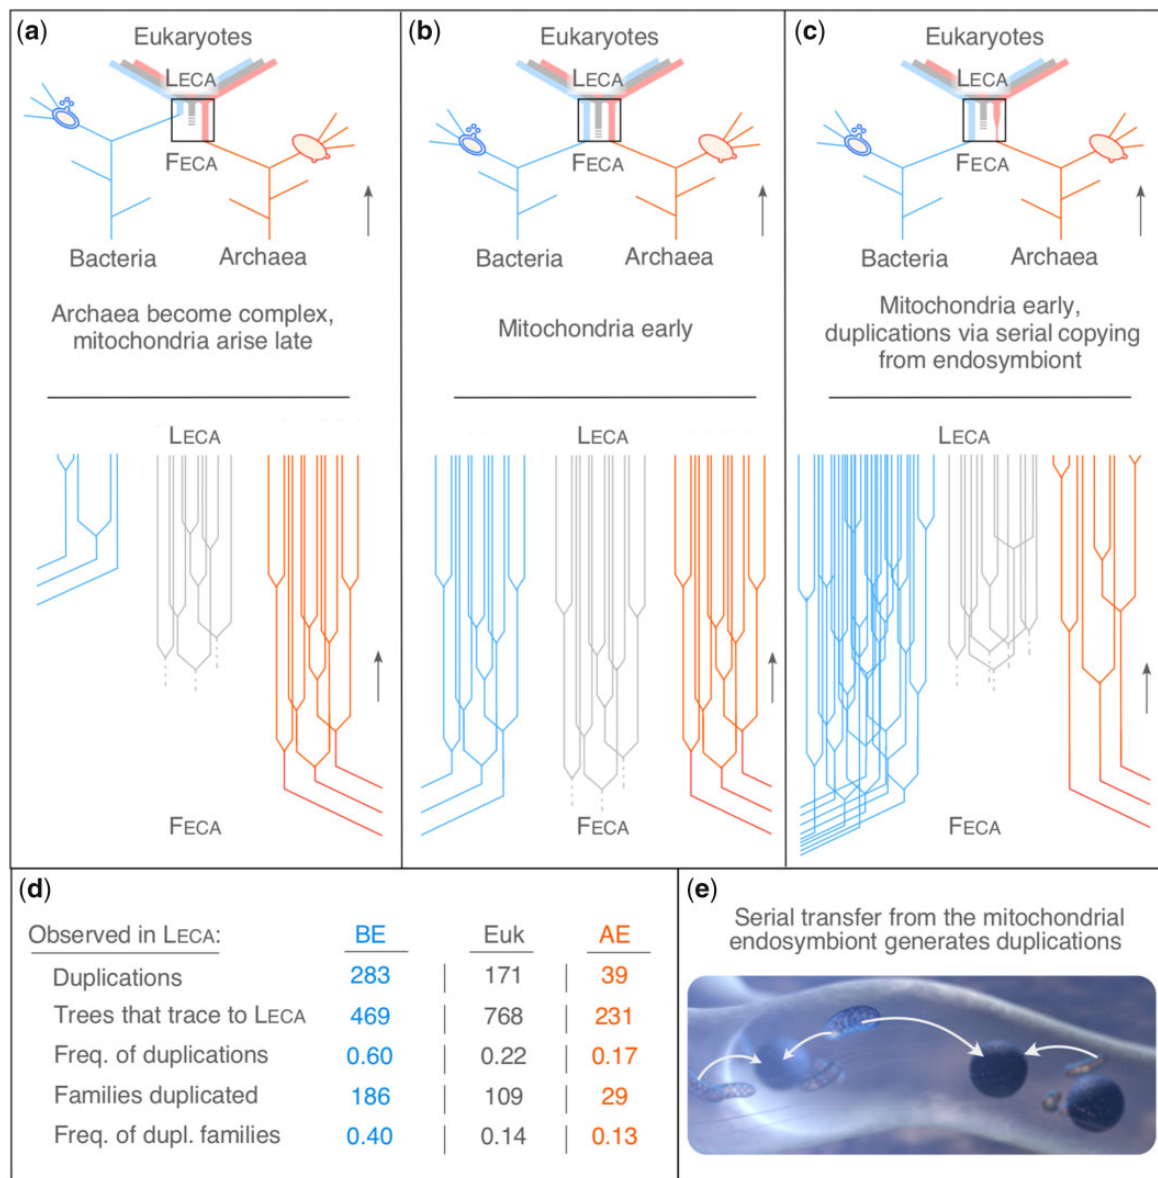 (a)
Eukaryotes
LECA
FECA
Bacteria Archaea
Archaea become complex,
mitochondria arise late
LECA
FECA
(b)
Eukaryotes
LECA
FECA
Bacteria Archaea
Mitochondria early
LECA
FECA
(c)
Eukaryotes
LECA
FECA
Bacteria Archaea
Mitochondria early,
duplications via serial copying
from endosymbiont
LECA
FECA
(d)
Observed in LECA: BE Euk AE
Duplications 283 | 171 | 39
Trees that trace to LECA 469 | 768 | 231
Freq. of duplications 0.60 | 0.22 | 0.17
Families duplicated 186 | 109 | 29
Freq. of dupl. families 0.40 | 0.14 | 0.13
(e)
Serial transfer from the mitochondrial
endosymbiont generates duplications